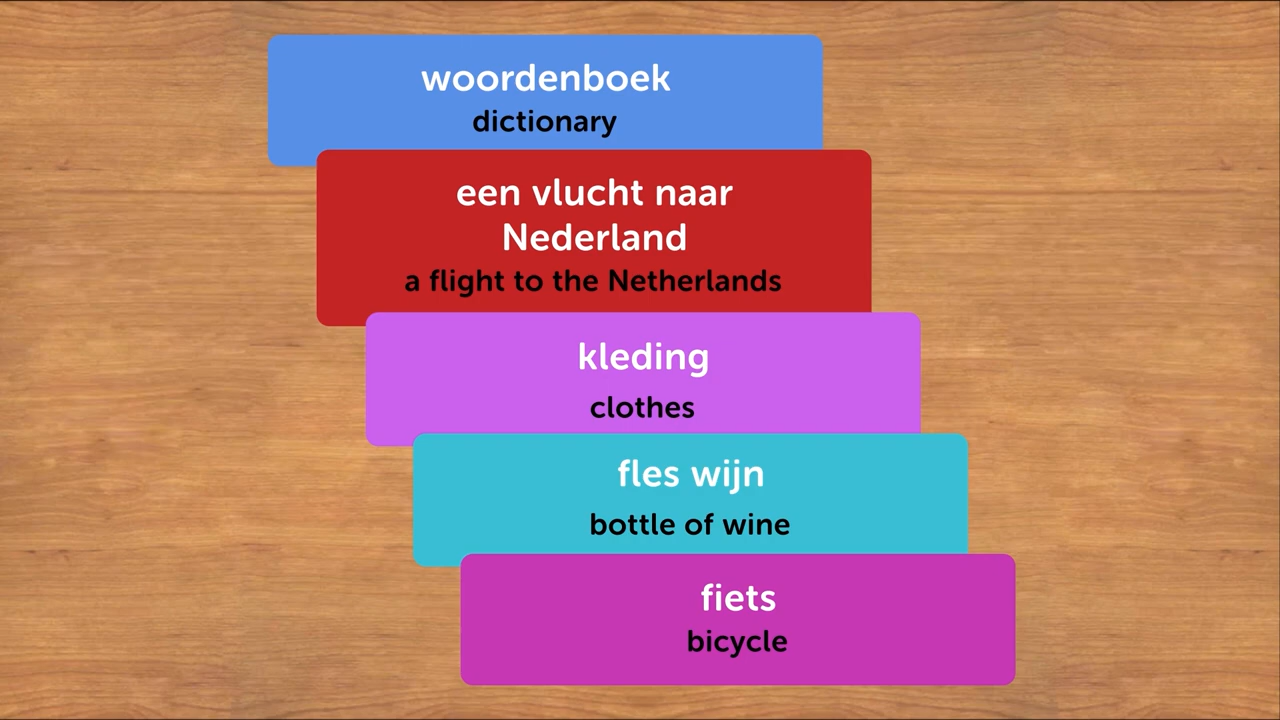 woordenboek
dictionary
een vlucht naar
Nederland
a flight to the Netherlands
kleding
clothes
fles wijn
bottle of wine
fiets
bicycle